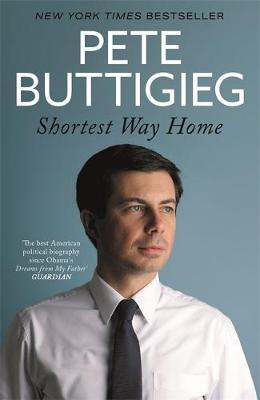 NEW YORK TIMES BESTSELLER
PETE
BUTTIGIEG
Shortest Way Home
'The best American
political biography
since Obama's
Dreams from My Father'
GUARDIAN